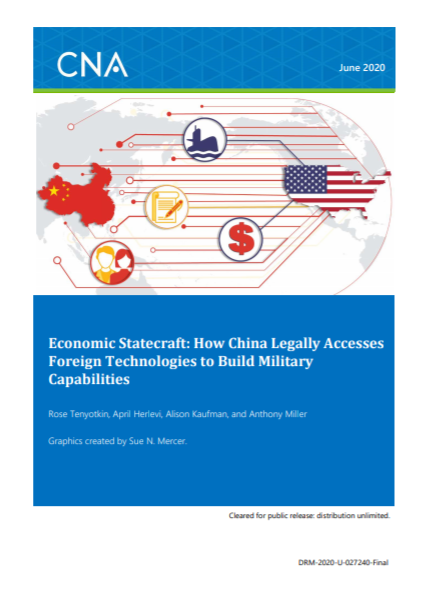 CNA
June 2020
$
Economic Statecraft: How China Legally Accesses
Foreign Technologies to Build Military
Capabilities
Rose Tenyotkin, April Herlevi, Alison Kaufman, and Anthony Miller
Graphics created by Sue N. Mercer.
Cleared for public release: distribution unlimited.
DRM-2020-U-027240-Final